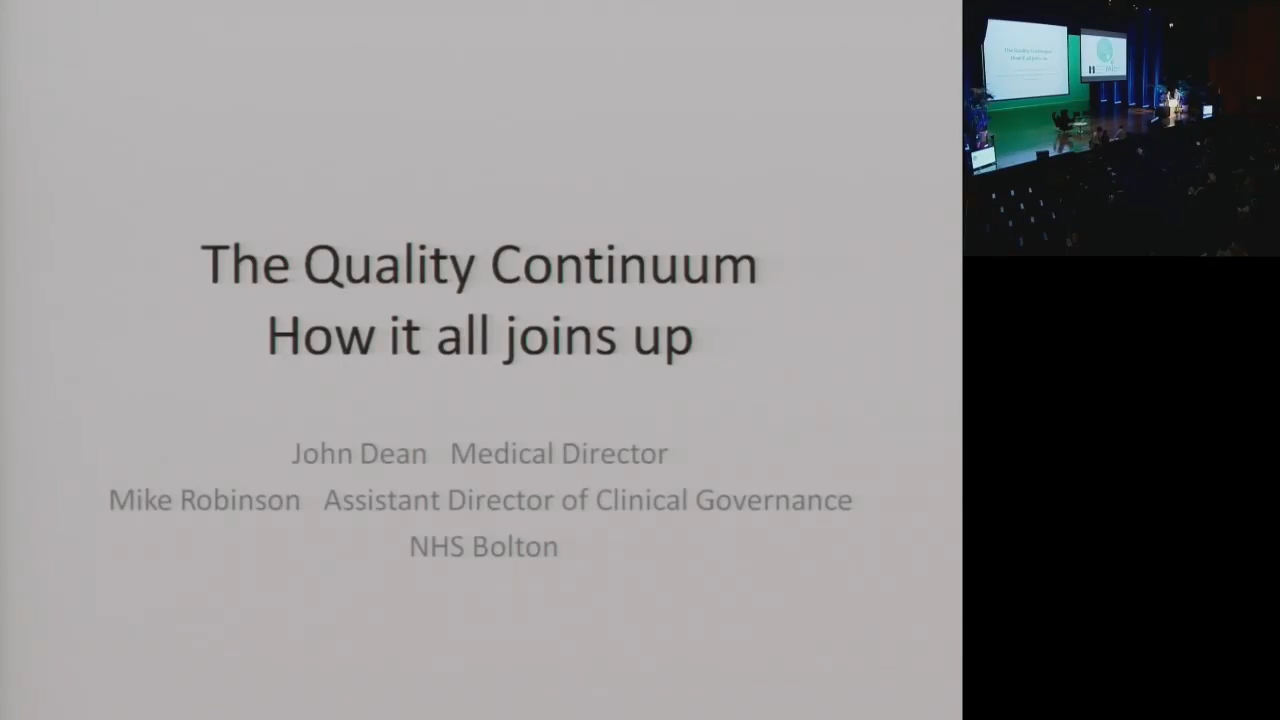 The Quality Continuum
How it all joins up
John Dean Medical Director
Mike Robinson Assistant Director of Clinical Governance
NHS Bolton